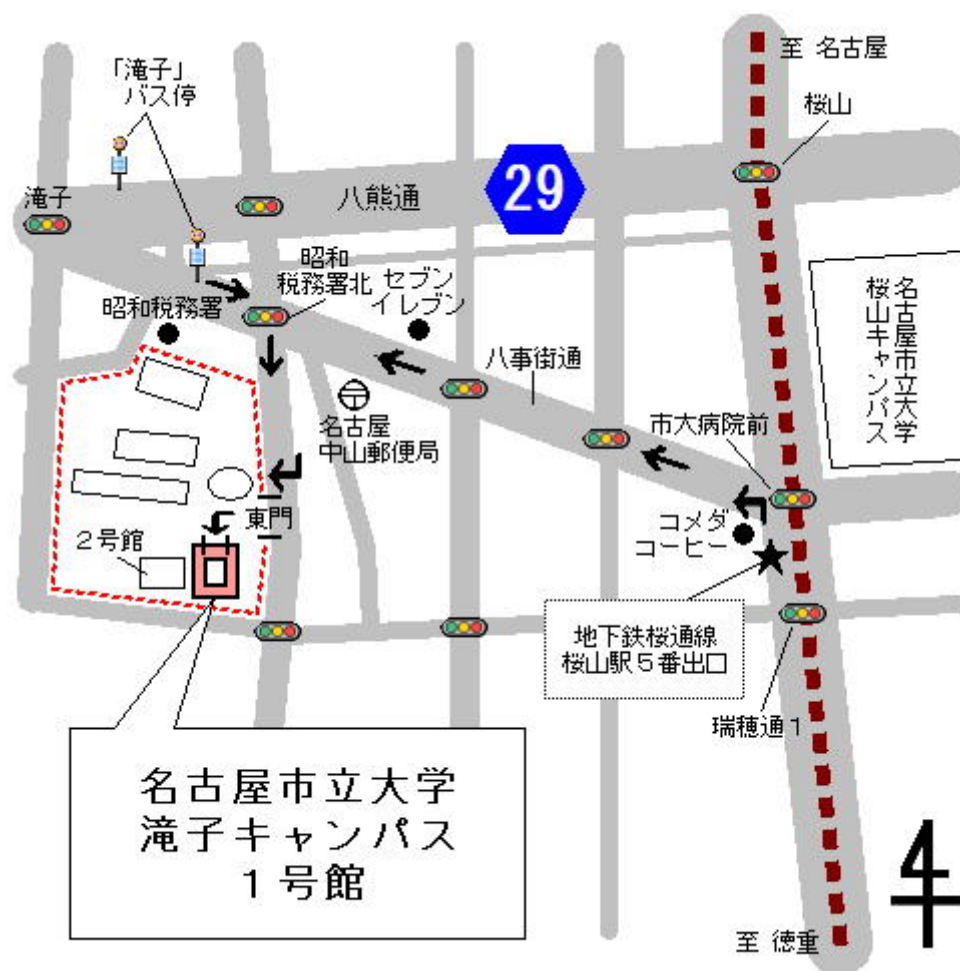 至 名古屋
「滝子」
バス停
桜山
滝子
八熊通
29
昭和
税務署北
セブン
イレブン
昭和税務署
名古屋市立大学
桜山キャンパス
八事街通
名古屋
中山郵便局
市大病院前
東門
コメダ
コーヒー
2号館
地下鉄桜通線
桜山駅5番出口
瑞穂通1
名古屋市立大学
滝子キャンパス
1号館
至 徳重